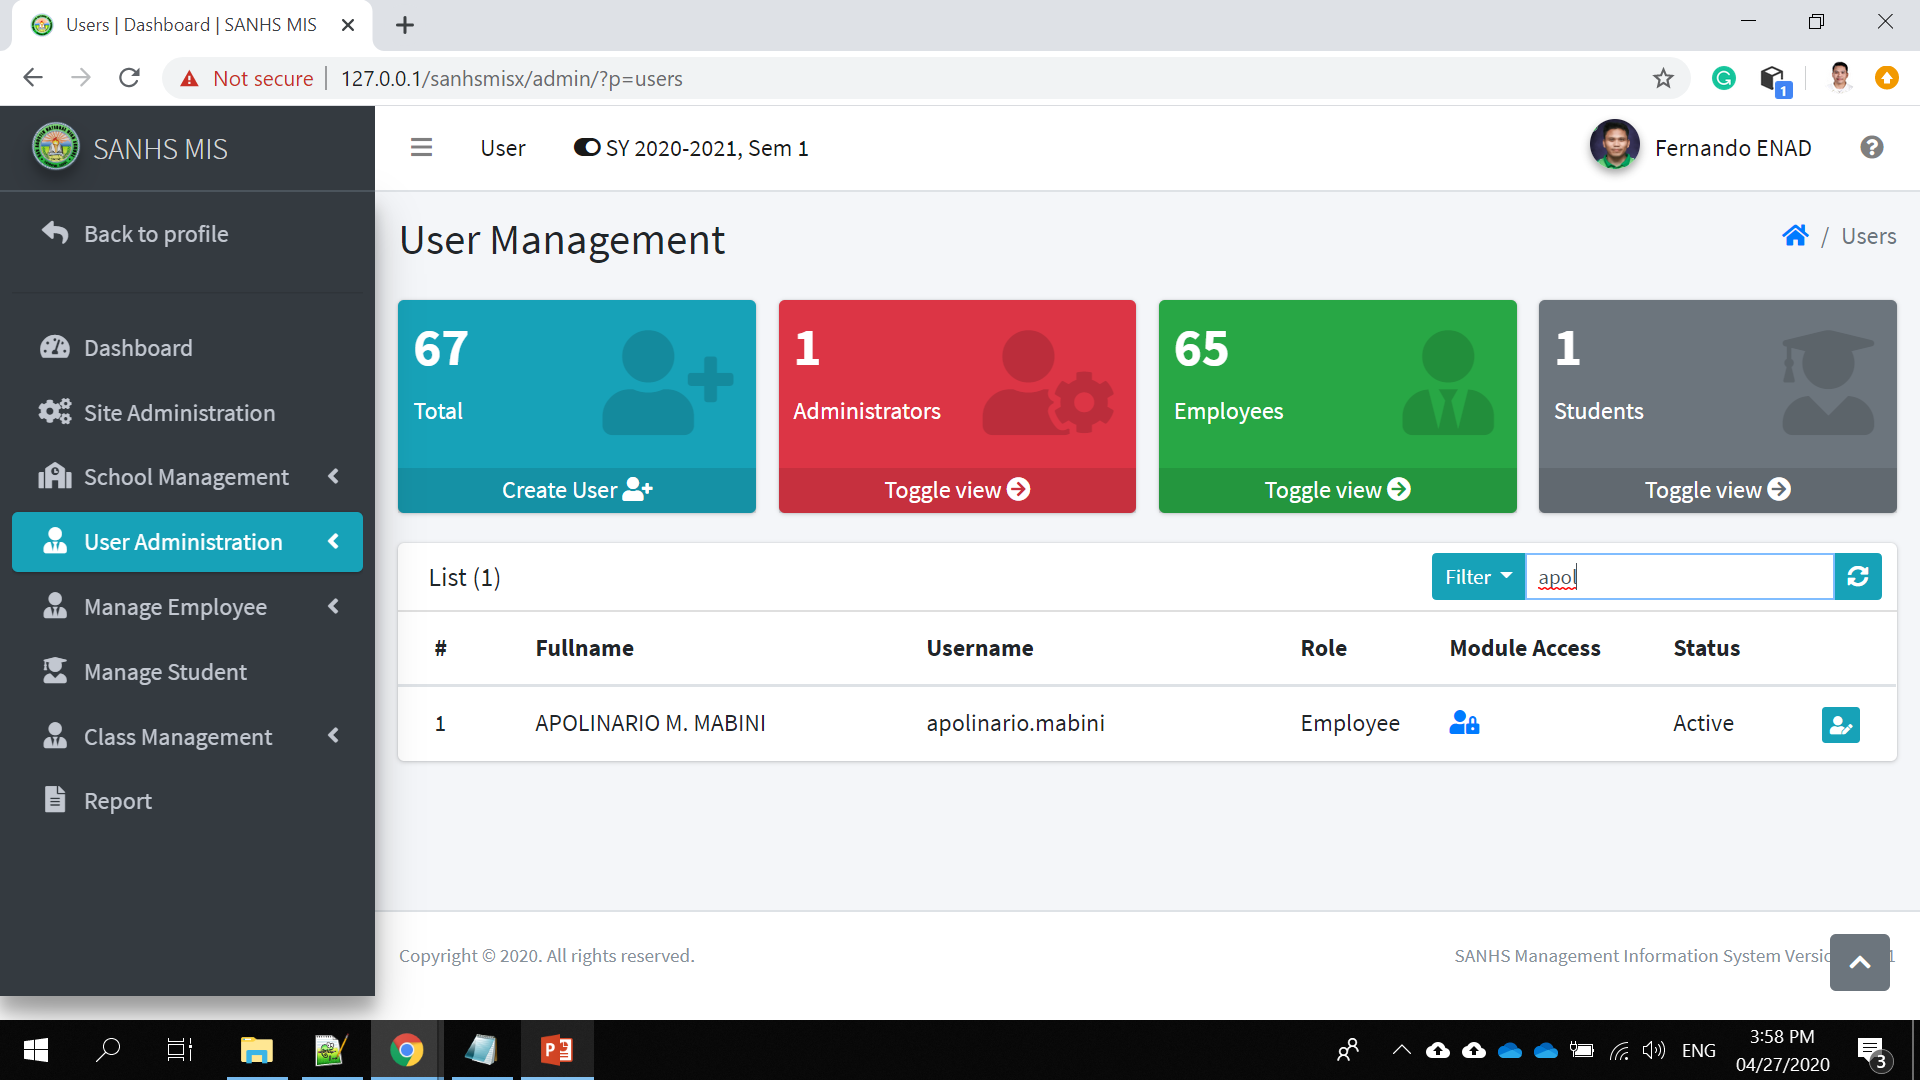 Users | Dashboard | SANHS MIS
Not secure | 127.0.0.1/sanhsmisx/admin/?p=users
1
SANHS MIS
User
SY 2020-2021, Sem 1
Fernando ENAD
Back to profile
Dashboard
Site Administration
School Management
User Administration
Manage Employee
Manage Student
Class Management
Report
User Management
/ Users
67
Total
Create User
1
Administrators
Toggle view
65
Employees
Toggle view
1
Students
Toggle view
List (1)
Filter
apol
# Fullname Username Role Module Access Status
1 APOLINARIO M. MABINI apolinario.mabini Employee Active
Copyright © 2020. All rights reserved.
SANHS Management Information System
ENG
3:58 PM
04/27/2020
3